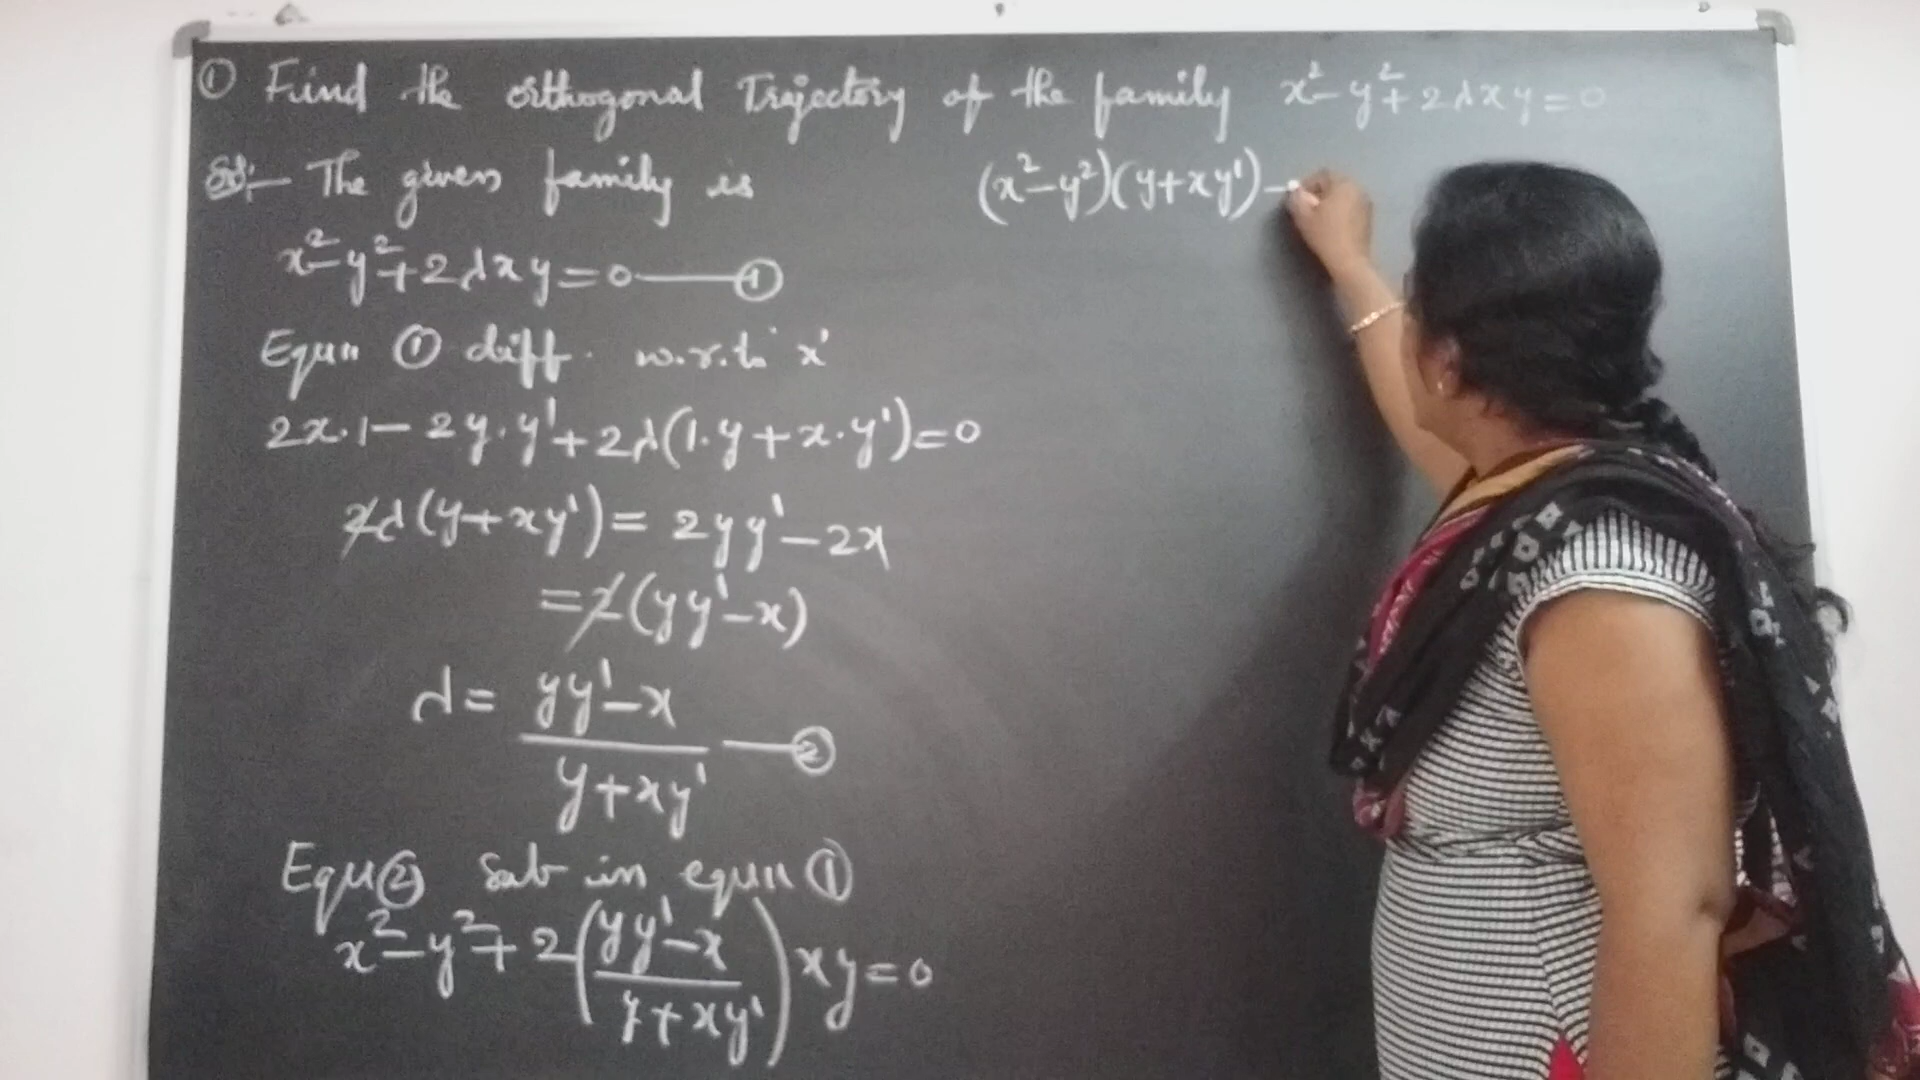 ① Find the orthogonal Trajectory of the family x²-y²+2λxy=0
Sol:- The given family is
x²-y²+2λxy=0 —— ①
Equn ① diff. w.r.to 'x'
2x.1-2y.y'+2λ(1.y+x.y')=0
2λ(y+xy')=2yy'-2x
=2(yy'-x)
λ= yy'-x / y+xy' —— ②
Equ② Sub in equn ①
x²-y²+2(yy'-x / y+xy')xy=0
(x²-y²)(y+xy')-